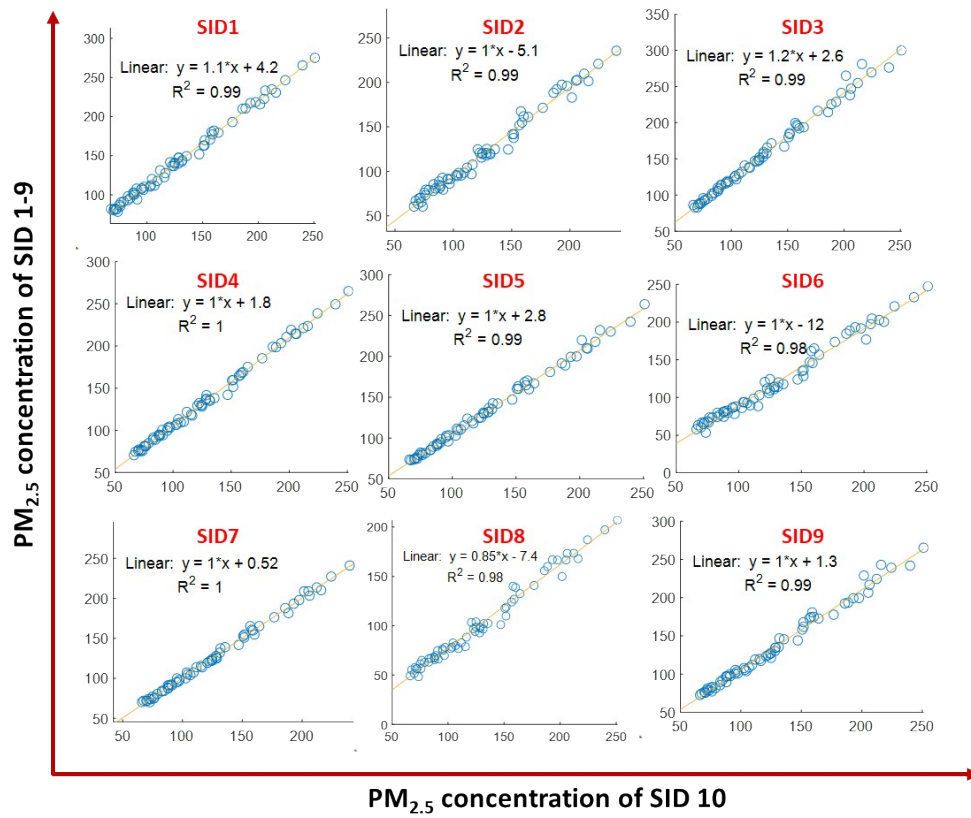 PM2.5 concentration of SID 1-9
SID1
Linear: y = 1.1*x + 4.2
R2 = 0.99
300
250
200
150
100
100 150 200 250
SID2
Linear: y = 1*x - 5.1
R2 = 0.99
250
200
150
100
50
50 100 150 200
SID3
Linear: y = 1.2*x + 2.6
R2 = 0.99
350
300
250
200
150
100
50
50 100 150 200 250
SID4
Linear: y = 1*x + 1.8
R2 = 1
300
250
200
150
100
50
50 100 150 200 250
SID5
Linear: y = 1*x + 2.8
R2 = 0.99
300
250
200
150
100
50
50 100 150 200 250
SID6
Linear: y = 1*x - 12
R2 = 0.98
250
200
150
100
50
0
50 100 150 200 250
SID7
Linear: y = 1*x + 0.52
R2 = 1
250
200
150
100
50
50 100 150 200
SID8
Linear: y = 0.85*x - 7.4
R2 = 0.98
200
150
100
50
0
50 100 150 200 250
SID9
Linear: y = 1*x + 1.3
R2 = 0.99
300
250
200
150
100
50
50 100 150 200 250
PM2.5 concentration of SID 10